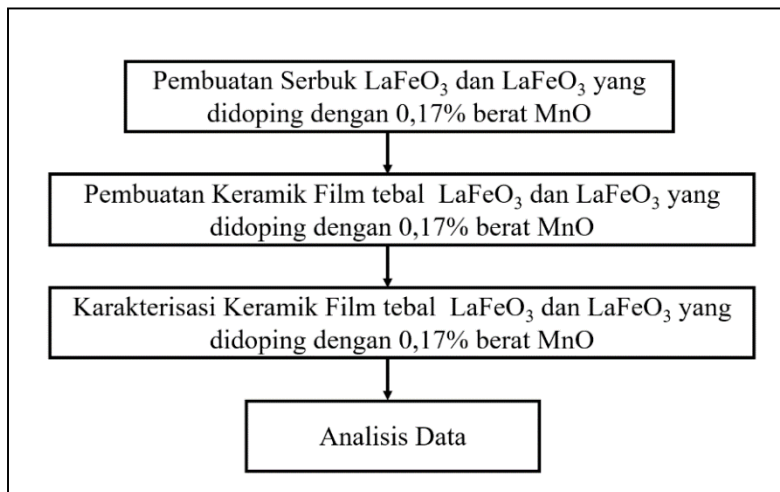 Pembuatan Serbuk LaFeO₃ dan LaFeO₃ yang
didoping dengan 0,17% berat MnO
Pembuatan Keramik Film tebal LaFeO₃ dan LaFeO₃ yang
didoping dengan 0,17% berat MnO
Karakterisasi Keramik Film tebal LaFeO₃ dan LaFeO₃ yang
didoping dengan 0,17% berat MnO
Analisis Data